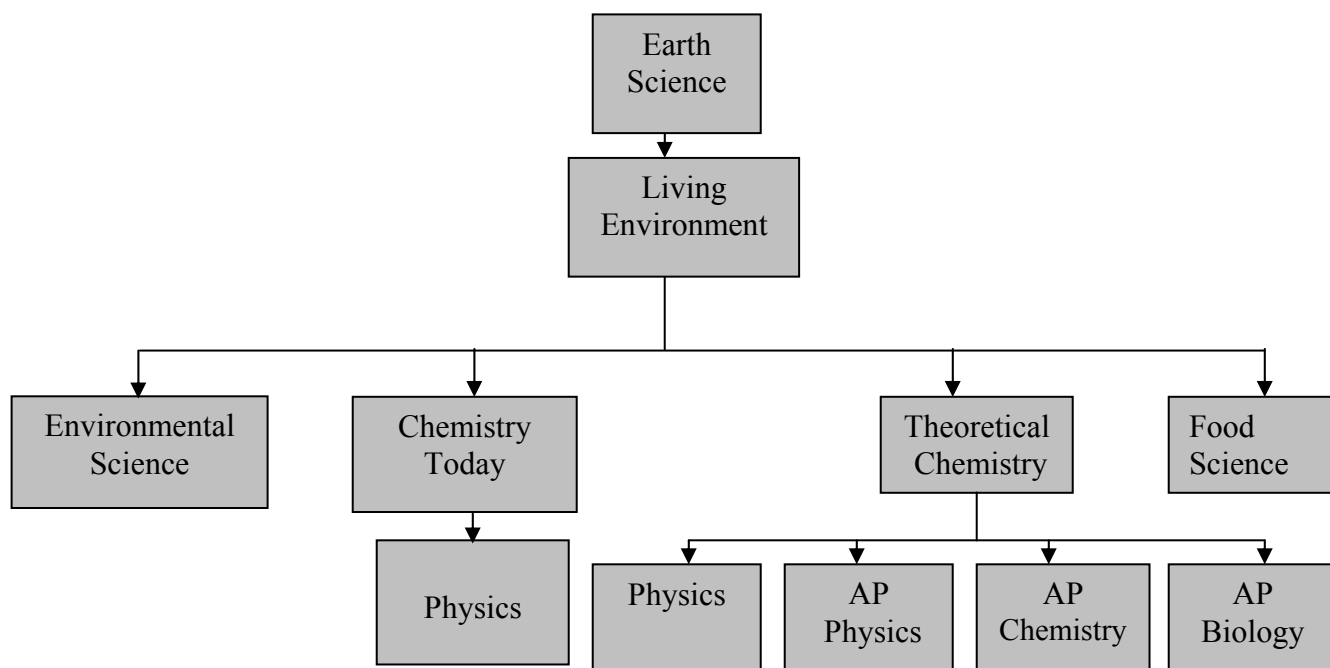 Earth
Science
Living
Environment
Environmental
Science
Chemistry
Today
Theoretical
Chemistry
Food
Science
Physics
Physics
AP
Physics
AP
Chemistry
AP
Biology